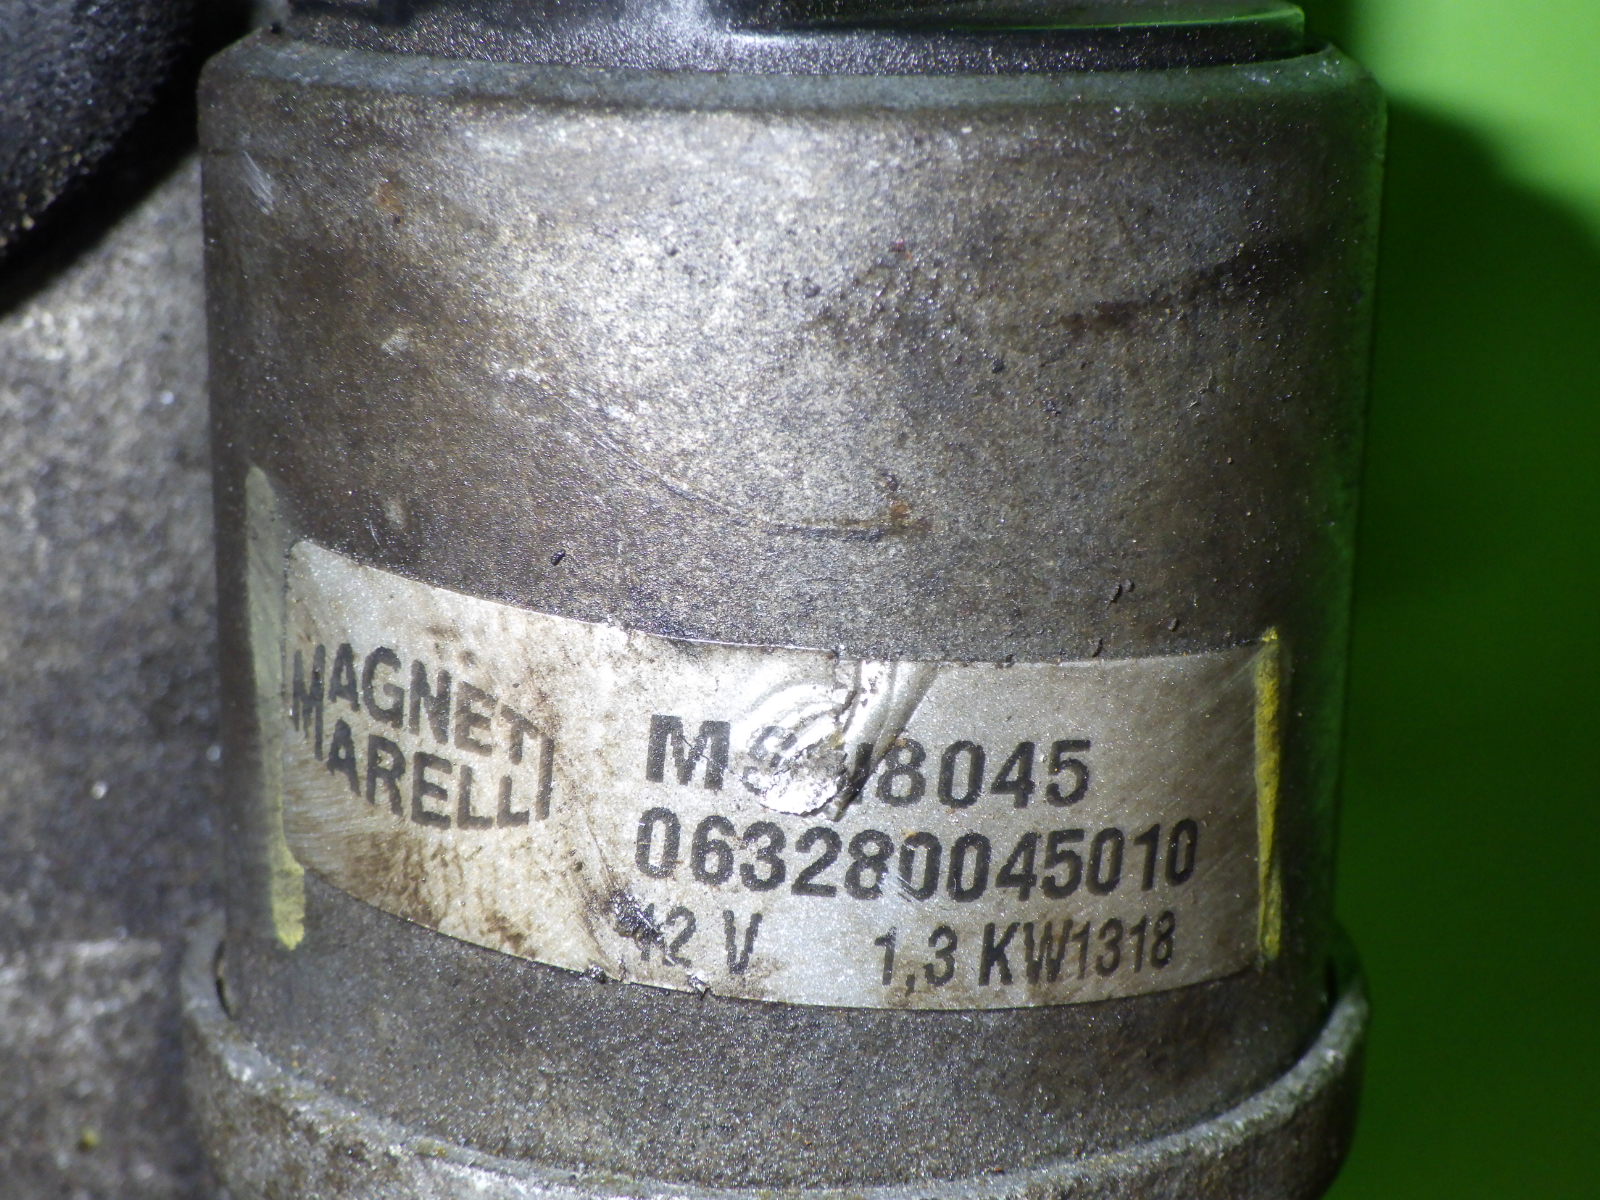 MAGNETI
MARELLI
063280045010
12 V 1,3 KW1318